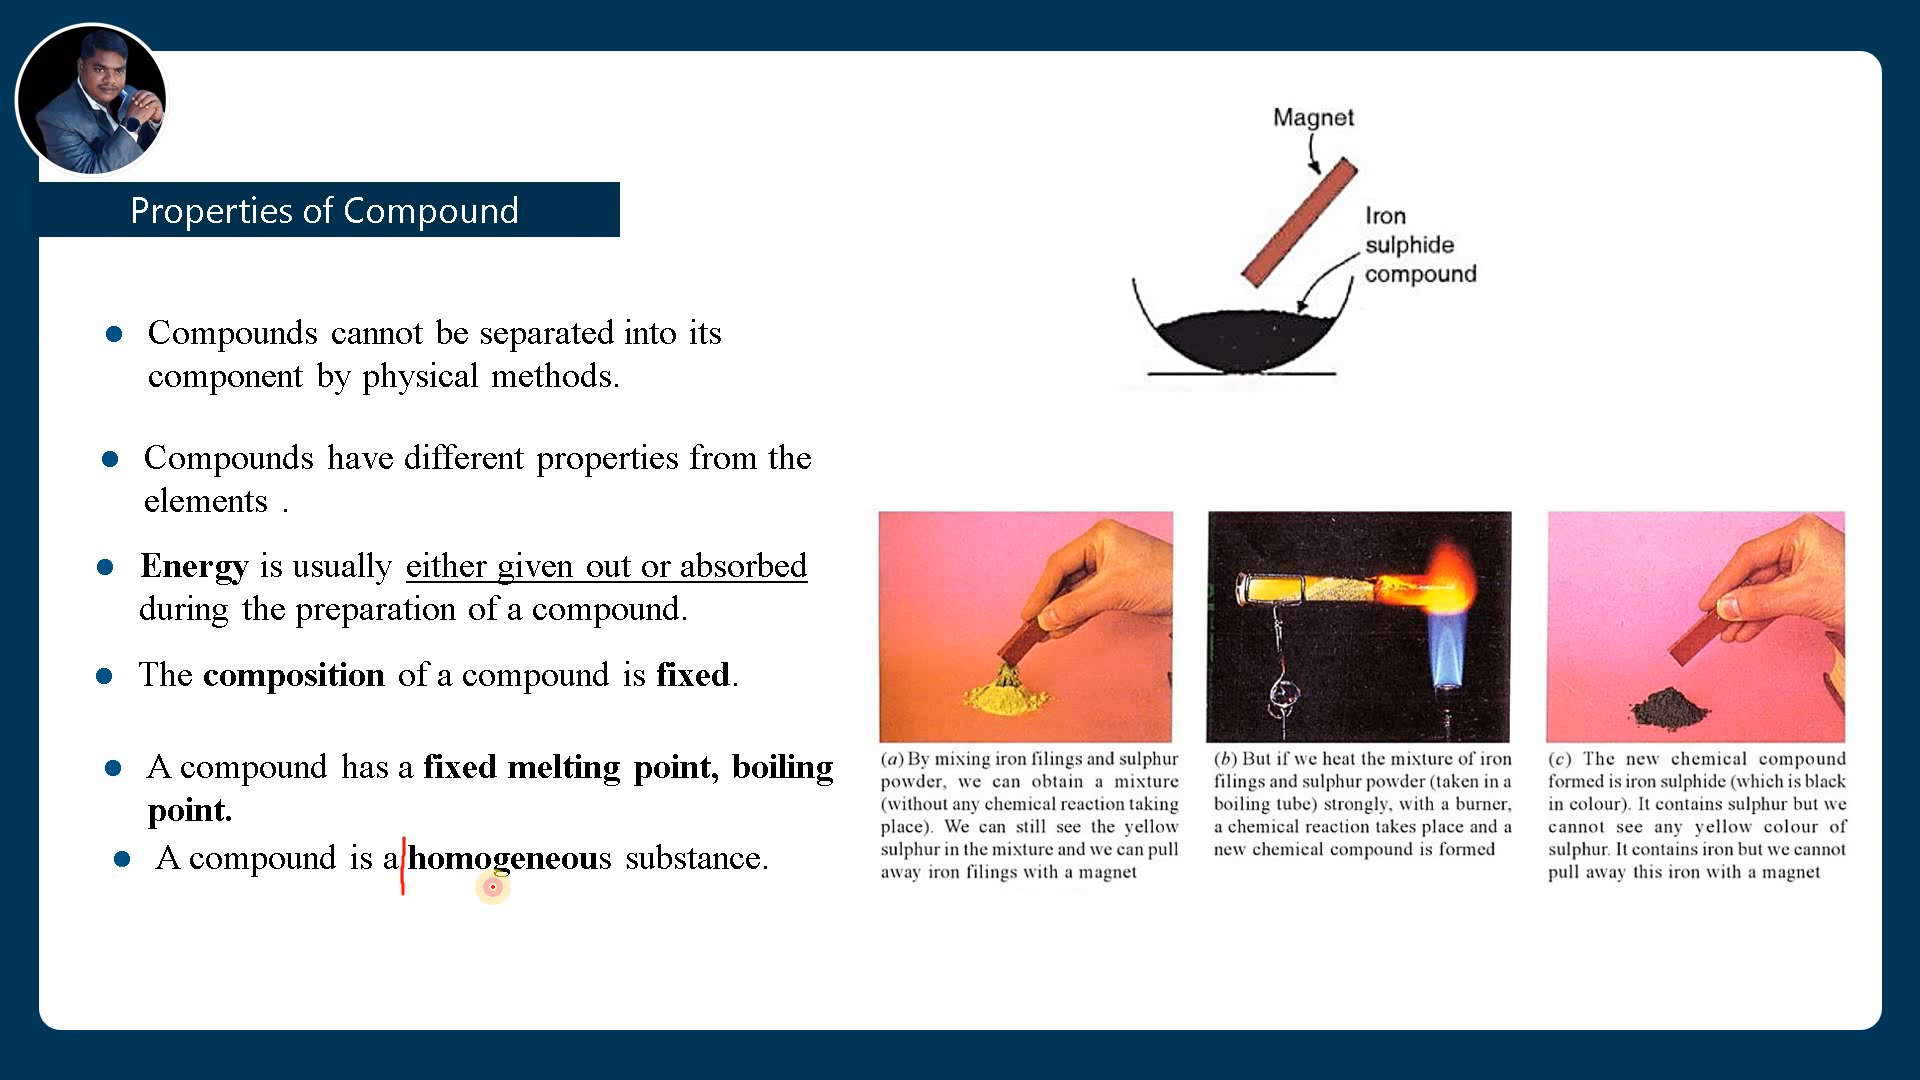 Properties of Compound
Compounds cannot be separated into its
component by physical methods.
Compounds have different properties from the
elements .
Energy is usually either given out or absorbed
during the preparation of a compound.
The composition of a compound is fixed.
A compound has a fixed melting point, boiling
point.
A compound is a homogeneous substance.
Magnet
Iron
sulphide
compound
(a) By mixing iron filings and sulphur
powder, we can obtain a mixture
(without any chemical reaction taking
place). We can still see the yellow
sulphur in the mixture and we can pull
away iron filings with a magnet
(b) But if we heat the mixture of iron
filings and sulphur powder (taken in a
boiling tube) strongly, with a burner,
a chemical reaction takes place and a
new chemical compound is formed
(c) The new chemical compound
formed is iron sulphide (which is black
in colour). It contains sulphur but we
cannot see any yellow colour of
sulphur. It contains iron but we cannot
pull away this iron with a magnet